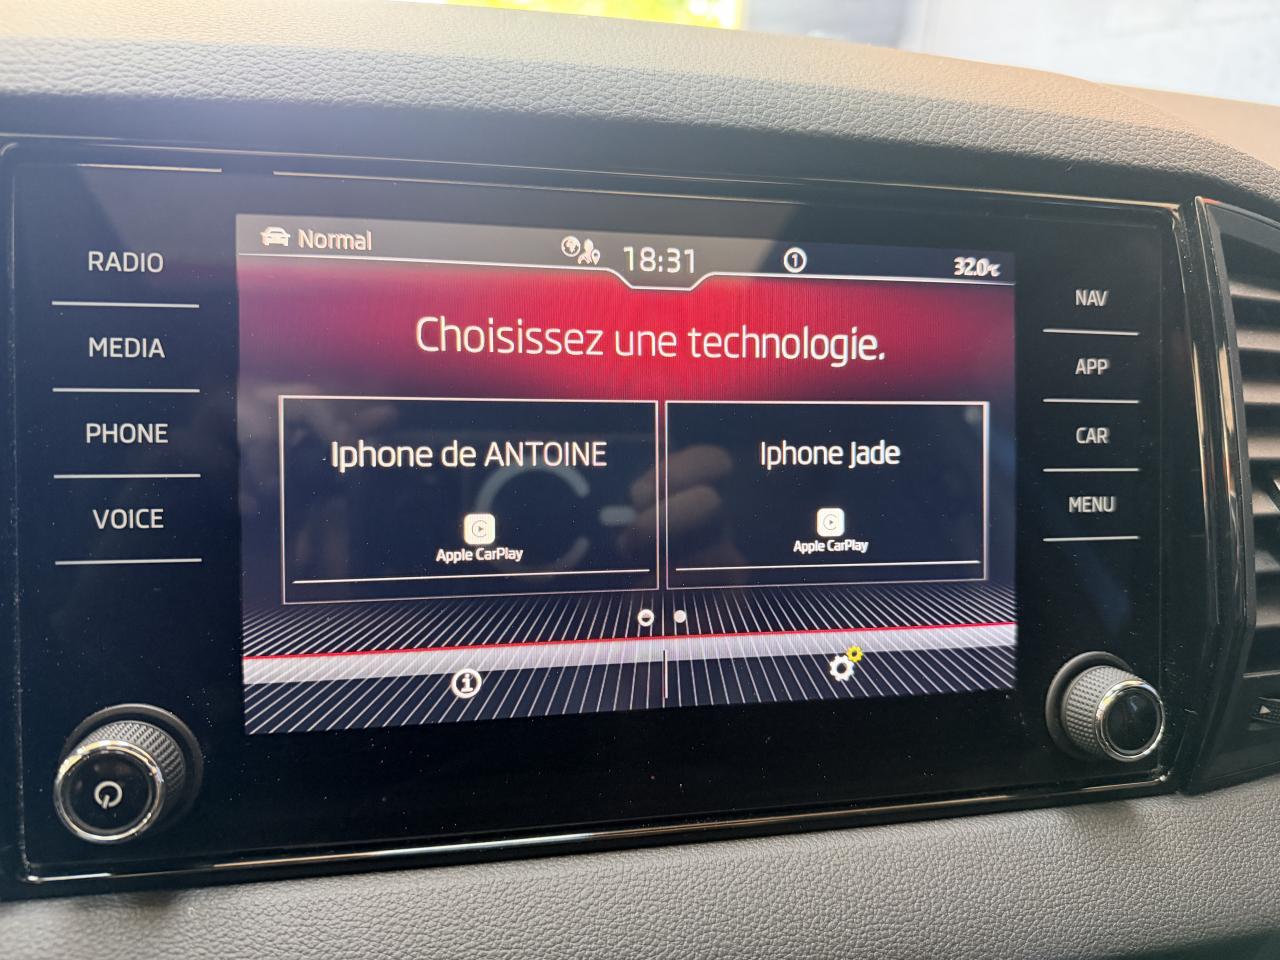 Normal
18:31
1
32.0°C
Choisissez une technologie.
Iphone de ANTOINE
Apple CarPlay
Iphone Jade
Apple CarPlay
RADIO
MEDIA
PHONE
VOICE
NAV
APP
CAR
MENU